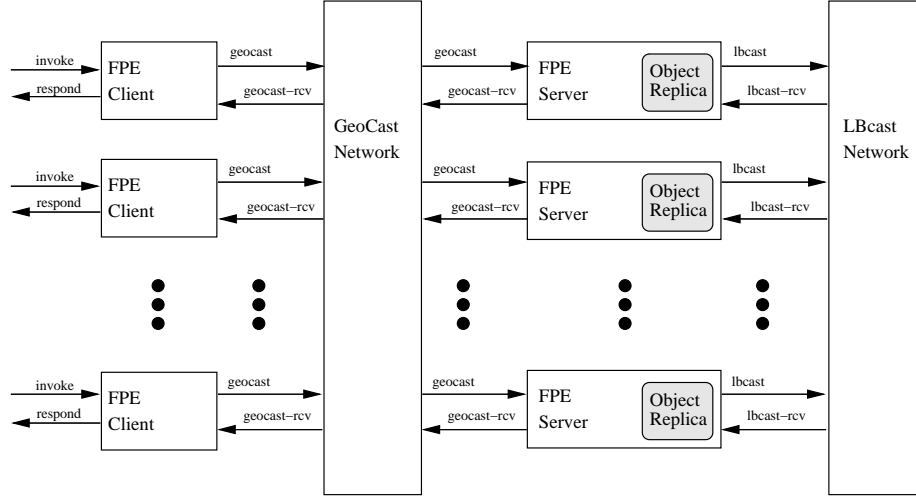 invoke
respond
FPE
Client
geocast
geocast−rcv
GeoCast
Network
geocast
geocast−rcv
FPE
Server
Object
Replica
lbcast
lbcast−rcv
LBcast
Network
invoke
respond
FPE
Client
geocast
geocast−rcv
geocast
geocast−rcv
FPE
Server
Object
Replica
lbcast
lbcast−rcv
invoke
respond
FPE
Client
geocast
geocast−rcv
geocast
geocast−rcv
FPE
Server
Object
Replica
lbcast
lbcast−rcv